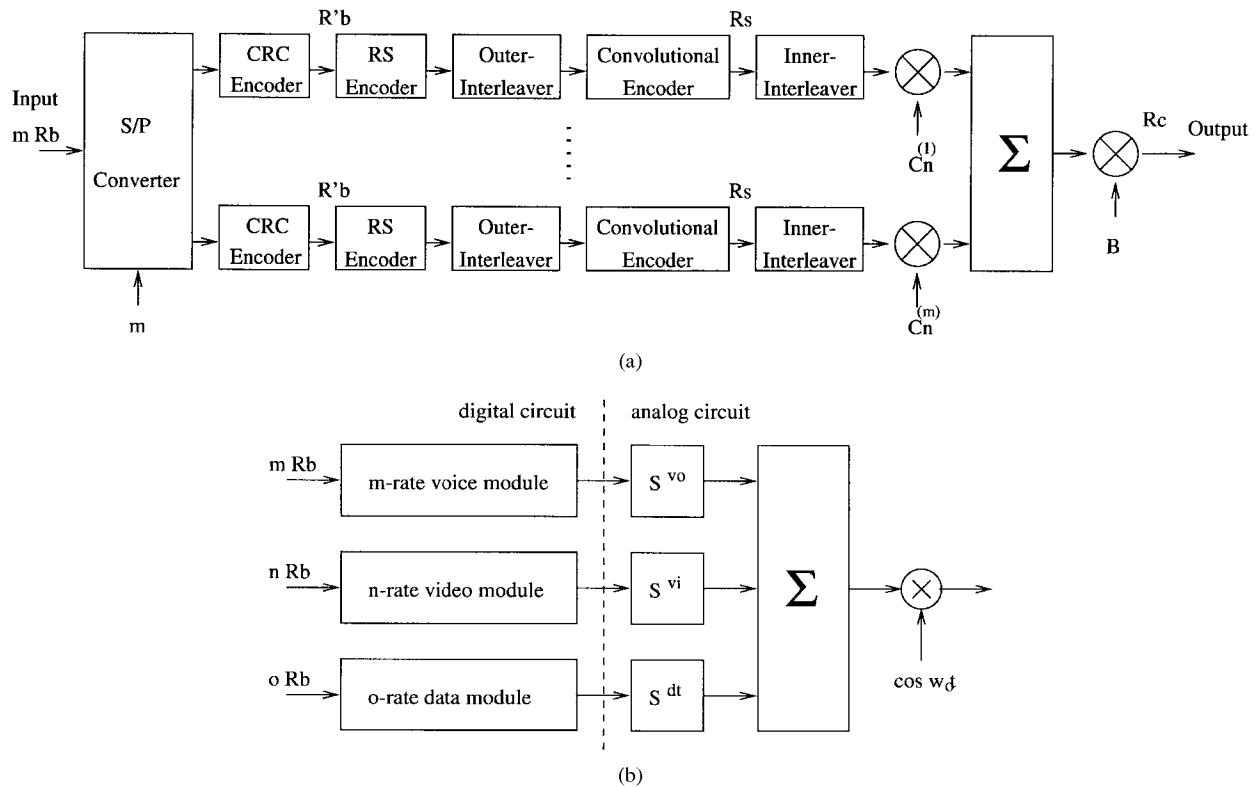 R'b
Rs
CRC
Encoder
RS
Encoder
Outer-
Interleaver
Convolutional
Encoder
Inner-
Interleaver
Input
m Rb
S/P
Converter
Cn(1)
Σ
Rc
Output
B
R'b
Rs
CRC
Encoder
RS
Encoder
Outer-
Interleaver
Convolutional
Encoder
Inner-
Interleaver
Cn(m)
m
(a)
digital circuit
analog circuit
m Rb
m-rate voice module
S vo
n Rb
n-rate video module
S vi
Σ
o Rb
o-rate data module
S dt
cos wot
(b)